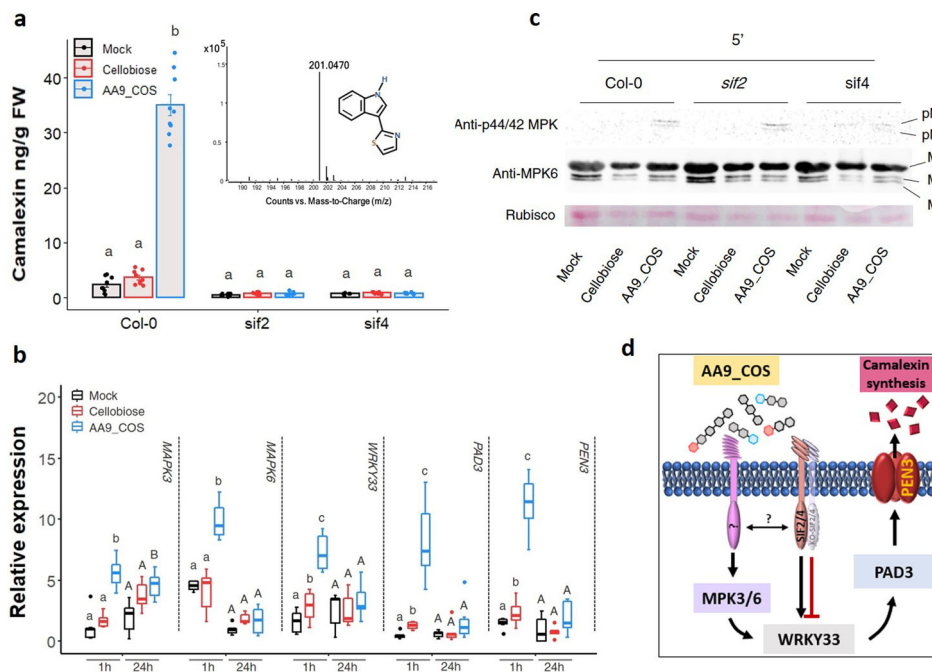 a
Mock
Cellobiose
AA9_COS
Camalexin ng/g FW
40
30
20
10
0
a
a
b
a
a
a
a
a
a
Col-0
sif2
sif4
x10⁵
201.0470
H
N
N
S
190 192 194 196 198 200 202 204 206 208 210 212 214 216
Counts vs. Mass-to-Charge (m/z)
b
Mock
Cellobiose
AA9_COS
Relative expression
20
15
10
5
0
MAPK3
MAPK6
WRKY33
PAD3
PEN3
a a b A A B
a a b A A A
a b c A A A
a b c A A A
a b c A A A
1h 24h 1h 24h 1h 24h 1h 24h 1h 24h
c
5'
Col-0 sif2 sif4
Anti-p44/42 MPK
Anti-MPK6
Rubisco
Mock Cellobiose AA9_COS Mock Cellobiose AA9_COS Mock Cellobiose AA9_COS
d
AA9_COS
Camalexin
synthesis
PEN3
?
?
SIF2/4
MPK3/6
WRKY33
PAD3